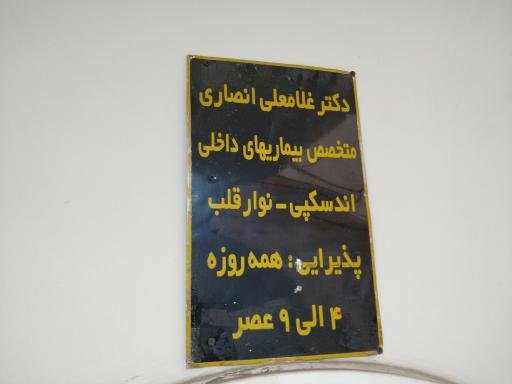 دکتر غلامعلی انصاری
متخصص بیماریهای داخلی
اندسکپی - نوار قلب
پذیرایی : همه روزه
۴ الی ۹ عصر